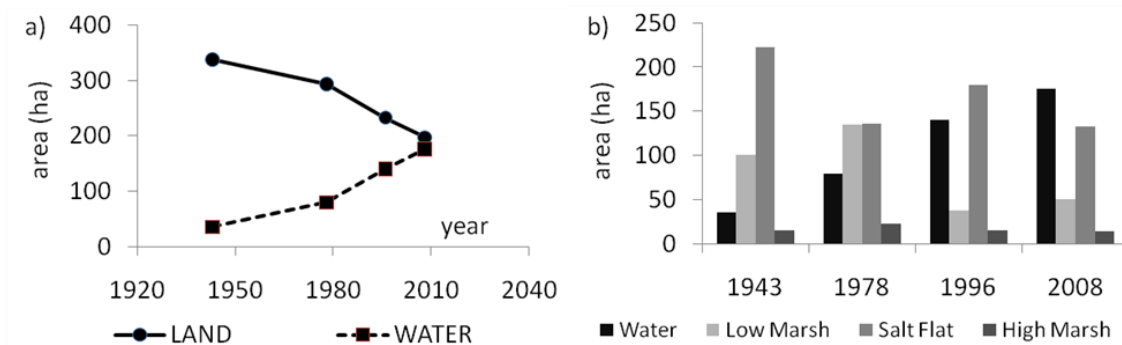 a)
400
300
200
100
0
area (ha)
year
1920 1950 1980 2010 2040
LAND WATER
b)
250
200
150
100
50
0
area (ha)
1943 1978 1996 2008
Water Low Marsh Salt Flat High Marsh